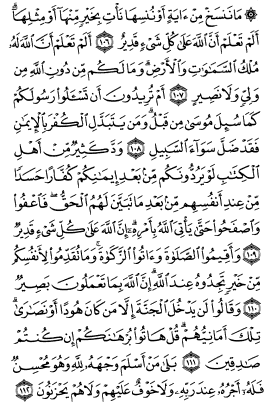 ۞ مَا نَنسَخْ مِنْ ءَايَةٍ أَوْ نُنسِهَا نَأْتِ بِخَيْرٍ مِّنْهَآ أَوْ مِثْلِهَآ ۗ
أَلَمْ تَعْلَمْ أَنَّ ٱللَّهَ عَلَىٰ كُلِّ شَىْءٍ قَدِيرٌ ١٠٦ أَلَمْ تَعْلَمْ أَنَّ ٱللَّهَ لَهُۥ
مُلْكُ ٱلسَّمَٰوَٰتِ وَٱلْأَرْضِ ۗ وَمَا لَكُم مِّن دُونِ ٱللَّهِ مِن
وَلِىٍّ وَلَا نَصِيرٍ ١٠٧ أَمْ تُرِيدُونَ أَن تَسْـَٔلُوا۟ رَسُولَكُمْ
كَمَا سُئِلَ مُوسَىٰ مِن قَبْلُ ۗ وَمَن يَتَبَدَّلِ ٱلْكُفْرَ بِٱلْإِيمَٰنِ
فَقَدْ ضَلَّ سَوَآءَ ٱلسَّبِيلِ ١٠٨ وَدَّ كَثِيرٌ مِّنْ أَهْلِ
ٱلْكِتَٰبِ لَوْ يَرُدُّونَكُم مِّنۢ بَعْدِ إِيمَٰنِكُمْ كُفَّارًا حَسَدًا
مِّنْ عِندِ أَنفُسِهِم مِّنۢ بَعْدِ مَا تَبَيَّنَ لَهُمُ ٱلْحَقُّ ۖ فَٱعْفُوا۟
وَٱصْفَحُوا۟ حَتَّىٰ يَأْتِىَ ٱللَّهُ بِأَمْرِهِۦٓ ۗ إِنَّ ٱللَّهَ عَلَىٰ كُلِّ شَىْءٍ قَدِيرٌ
١٠٩ وَأَقِيمُوا۟ ٱلصَّلَوٰةَ وَءَاتُوا۟ ٱلزَّكَوٰةَ ۚ وَمَا تُقَدِّمُوا۟ لِأَنفُسِكُم
مِّنْ خَيْرٍ تَجِدُوهُ عِندَ ٱللَّهِ ۗ إِنَّ ٱللَّهَ بِمَا تَعْمَلُونَ بَصِيرٌ
١١٠ وَقَالُوا۟ لَن يَدْخُلَ ٱلْجَنَّةَ إِلَّا مَن كَانَ هُودًا أَوْ نَصَٰرَىٰ ۗ
تِلْكَ أَمَانِيُّهُمْ ۗ قُلْ هَاتُوا۟ بُرْهَٰنَكُمْ إِن كُنتُمْ
صَٰدِقِينَ ١١١ بَلَىٰ مَنْ أَسْلَمَ وَجْهَهُۥ لِلَّهِ وَهُوَ مُحْسِنٌ
فَلَهُۥٓ أَجْرُهُۥ عِندَ رَبِّهِۦ وَلَا خَوْفٌ عَلَيْهِمْ وَلَا هُمْ يَحْزَنُونَ ١١٢